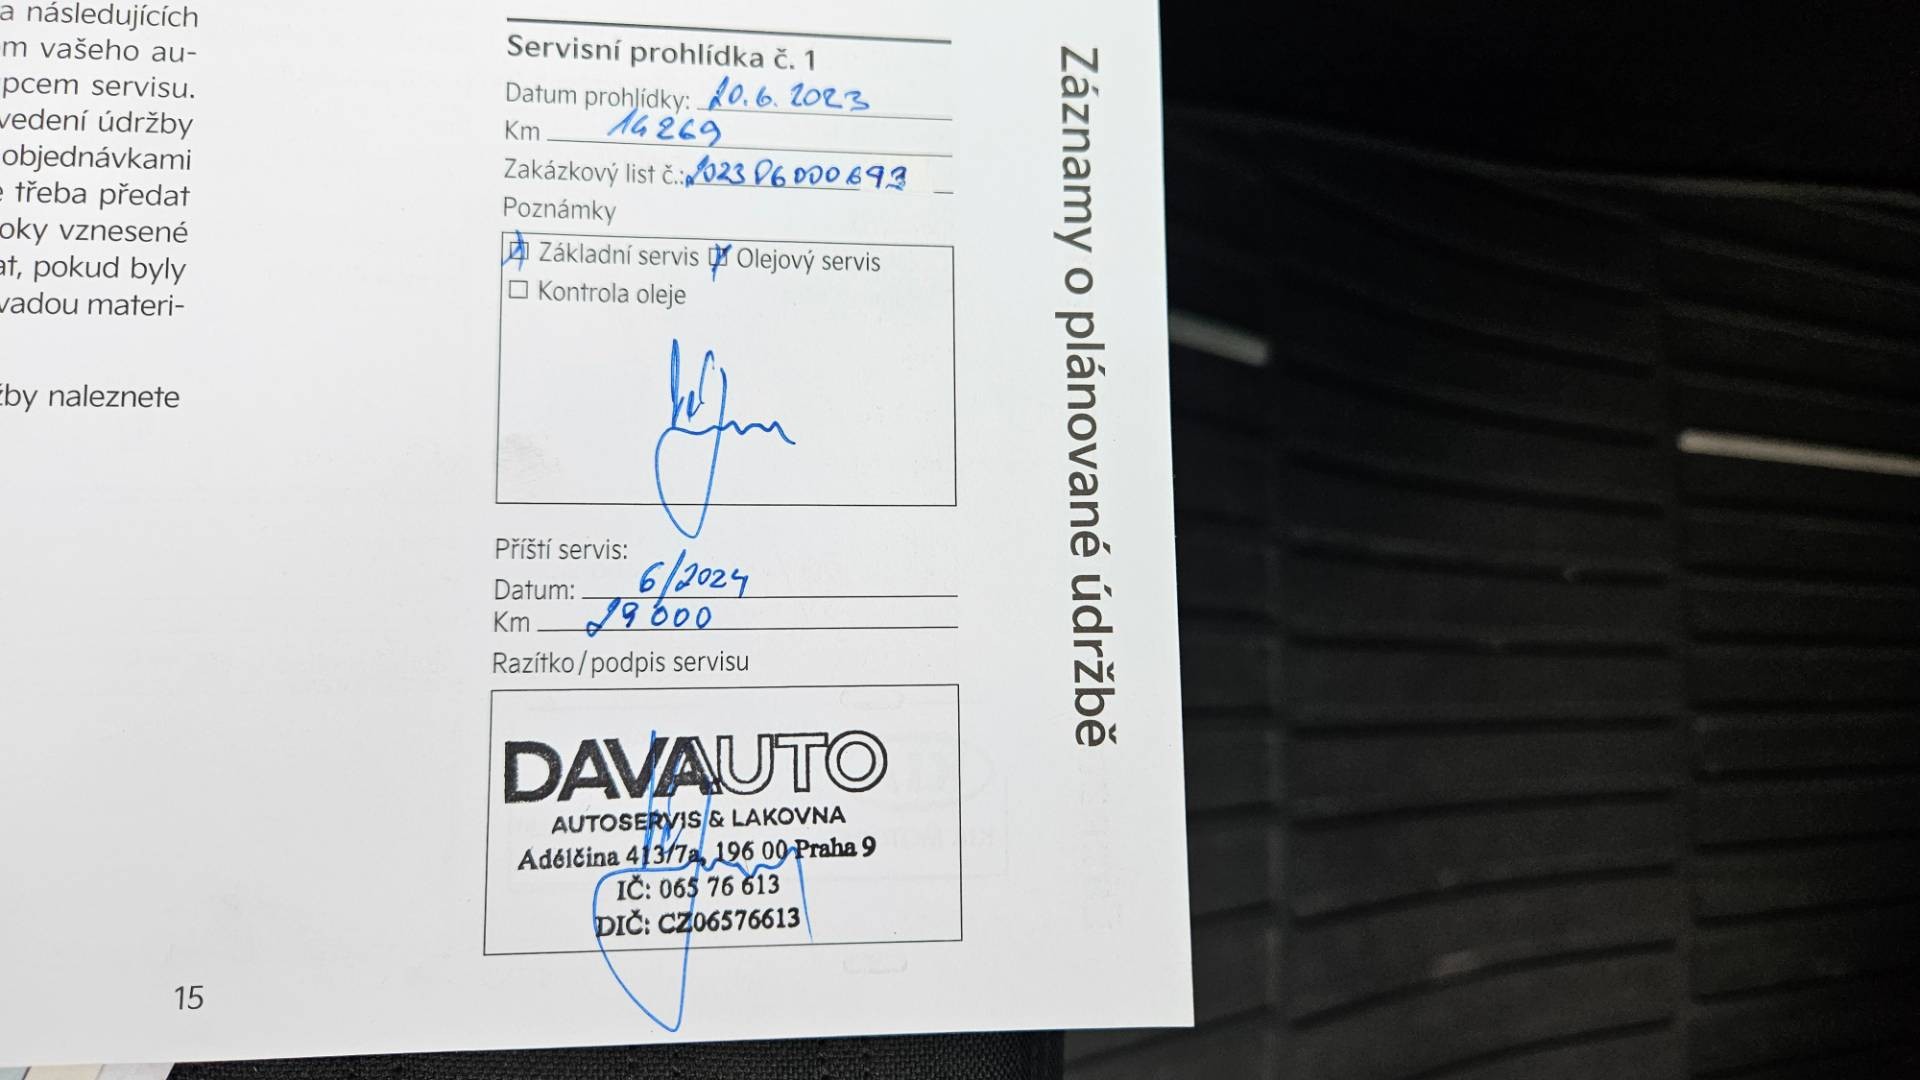 a následujících
m vašeho au-
pcem servisu.
vedení údržby
objednávkami
třeba předat
oky vznesené
at, pokud byly
vadou materi-
žby naleznete
15
Servisní prohlídka č. 1
Datum prohlídky: 20.6.2023
Km 14269
Zakázkový list č.: 2023 06000693
Poznámky
Základní servis Olejový servis
Kontrola oleje
Příští servis:
Datum: 6/2024
Km 29000
Razítko/podpis servisu
DAVAUTO
AUTOSERVIS & LAKOVNA
Adélčina 413/7a, 196 00 Praha 9
IČ: 065 76 613
DIČ: CZ06576613
Záznamy o plánované údržbě